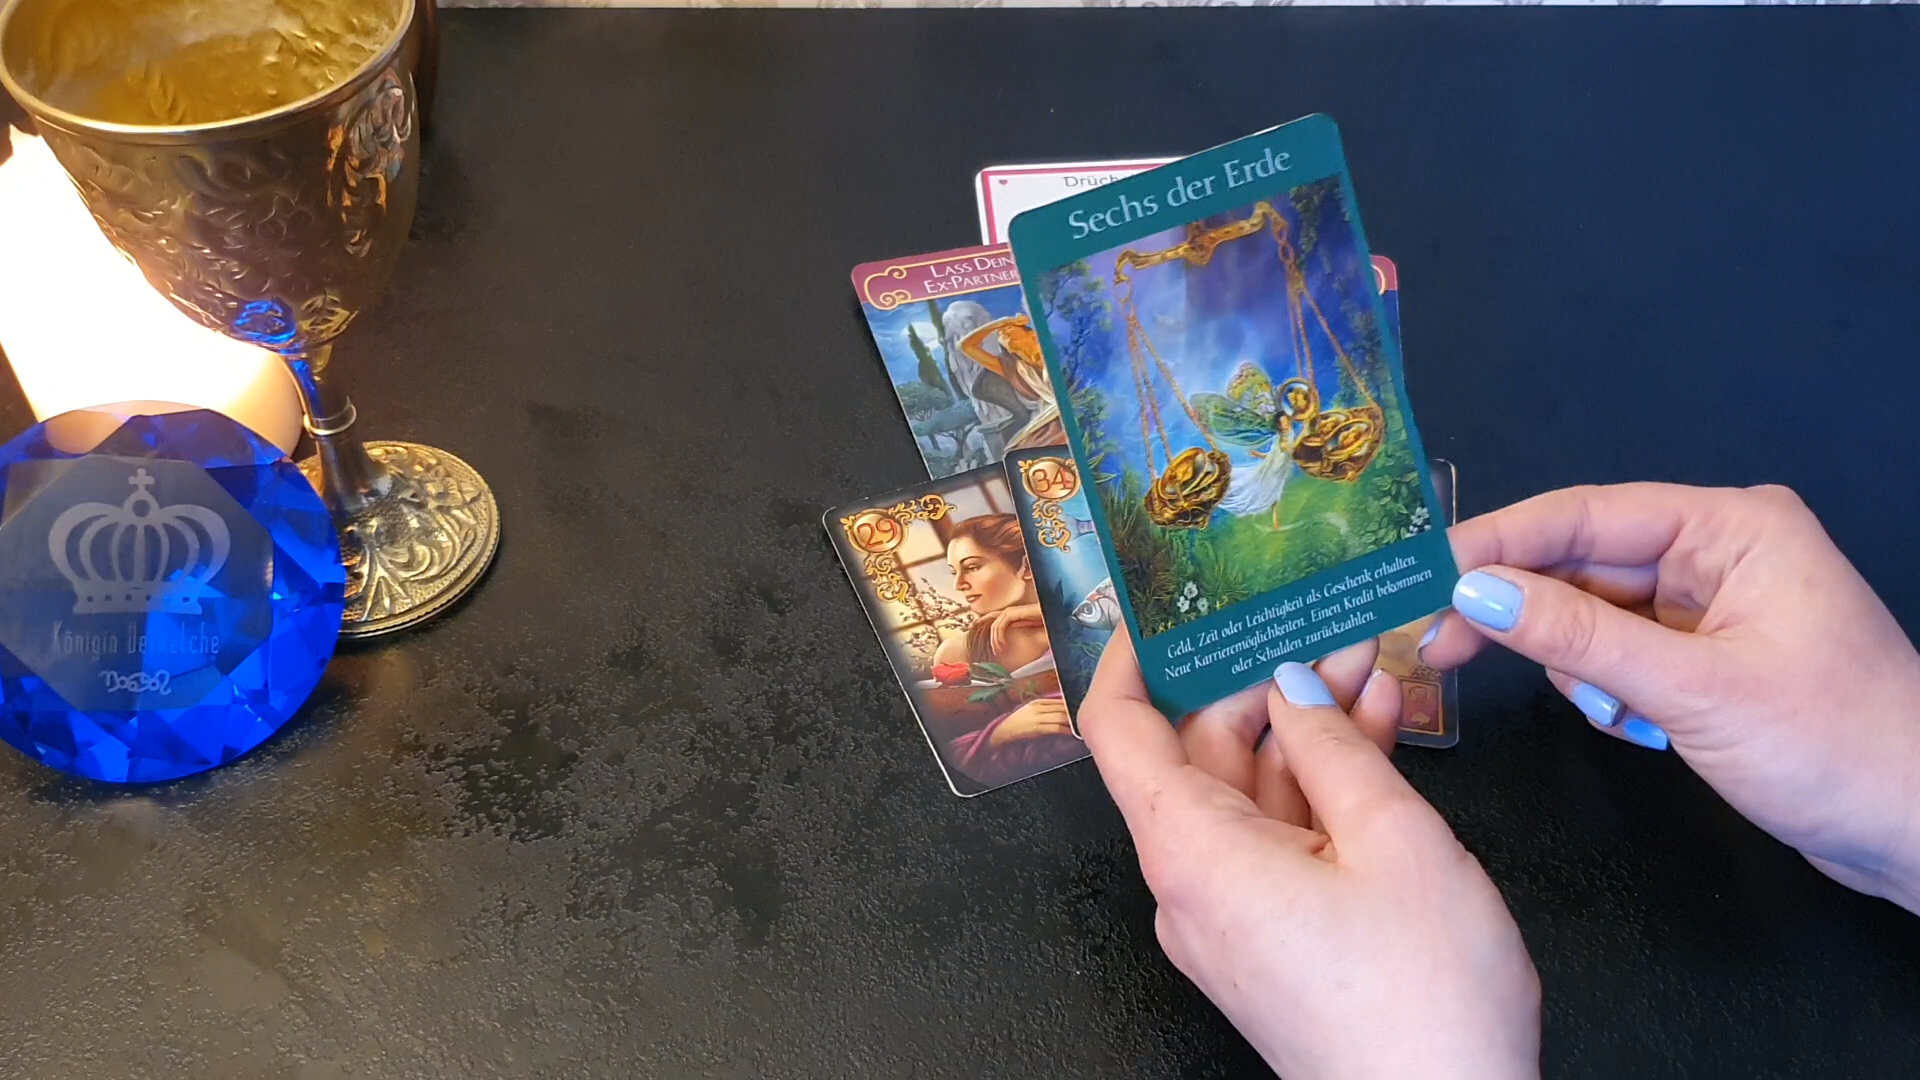 Sechs der Erde
Geld, Zeit oder Leichtigkeit als Geschenk erhalten.
Neue Karrieremöglichkeiten. Einen Kredit bekommen
oder Schulden zurückzahlen.
LASS DEIN
EX-PARTNER
29
34
Königin